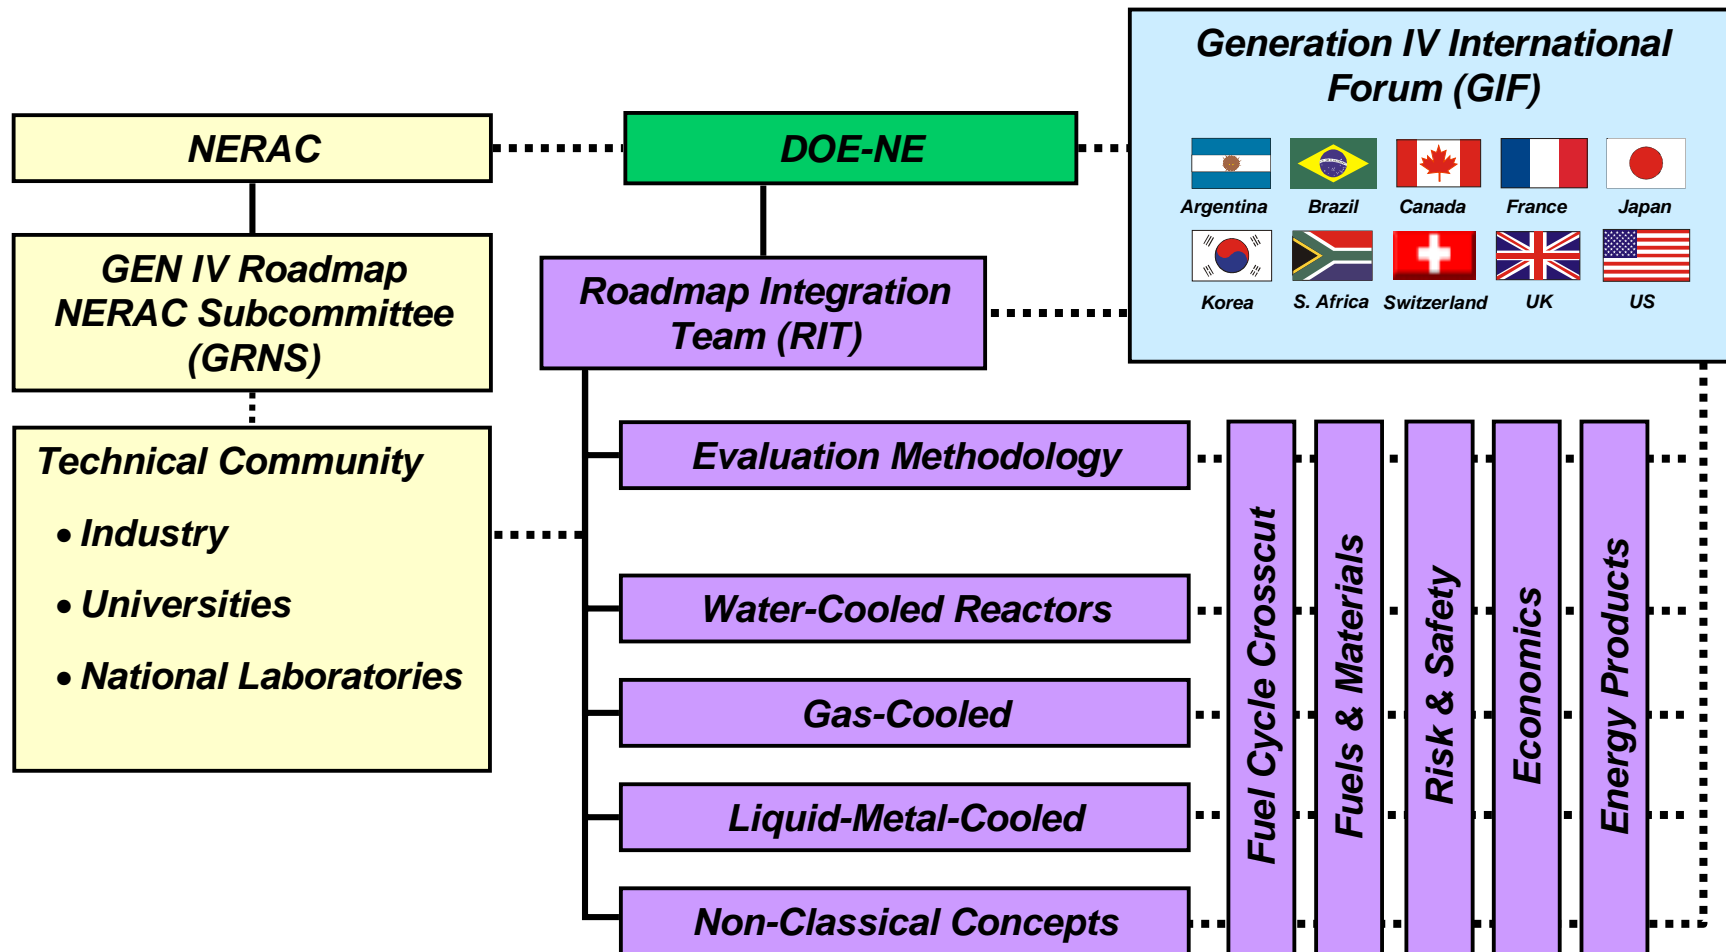 Generation IV International
Forum (GIF)
Argentina
Brazil
Canada
France
Japan
Korea
S. Africa
Switzerland
UK
US
NERAC
DOE-NE
GEN IV Roadmap
NERAC Subcommittee
(GRNS)
Roadmap Integration
Team (RIT)
Technical Community
• Industry
• Universities
• National Laboratories
Evaluation Methodology
Water-Cooled Reactors
Gas-Cooled
Liquid-Metal-Cooled
Non-Classical Concepts
Fuel Cycle Crosscut
Fuels & Materials
Risk & Safety
Economics
Energy Products